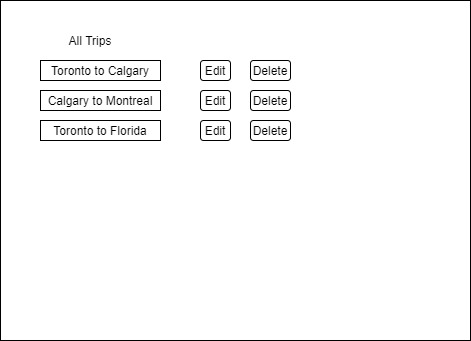 All Trips
Toronto to Calgary Edit Delete
Calgary to Montreal Edit Delete
Toronto to Florida Edit Delete